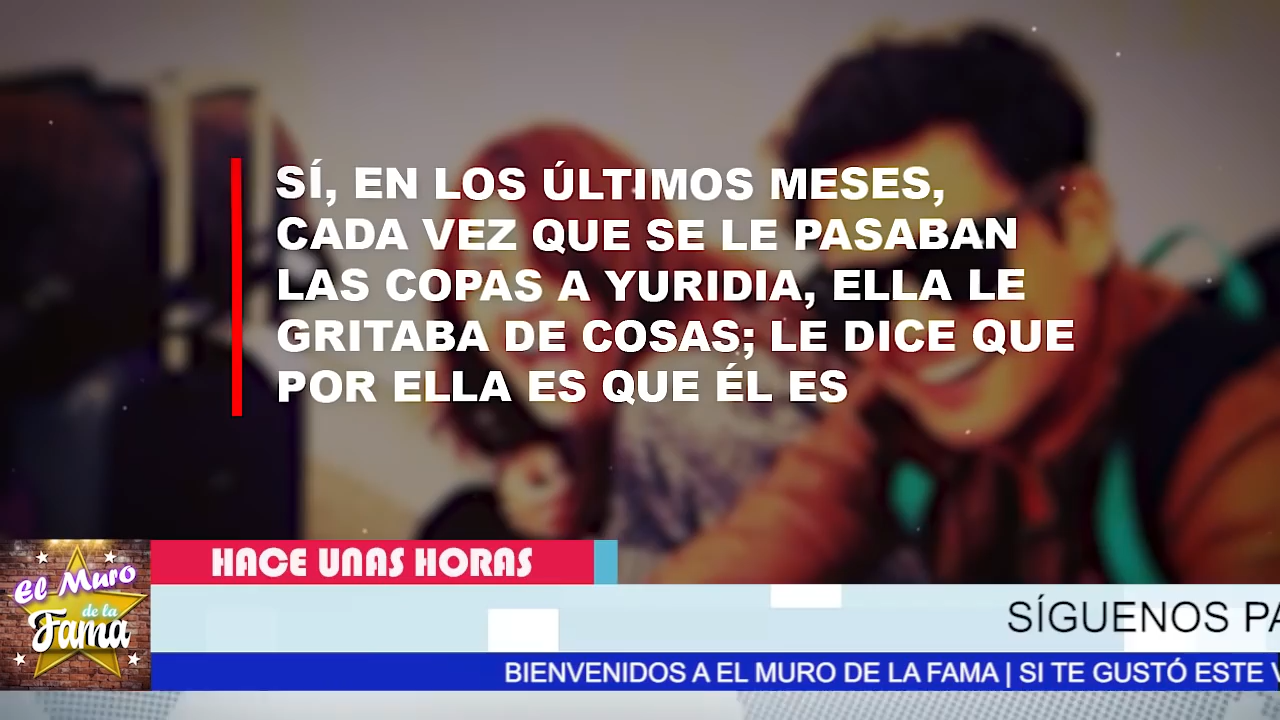 SÍ, EN LOS ÚLTIMOS MESES,
CADA VEZ QUE SE LE PASABAN
LAS COPAS A YURIDIA, ELLA LE
GRITABA DE COSAS; LE DICE QUE
POR ELLA ES QUE ÉL ES
HACE UNAS HORAS
El Muro
de la
Fama
SÍGUENOS PA
BIENVENIDOS A EL MURO DE LA FAMA | SI TE GUSTÓ ESTE V